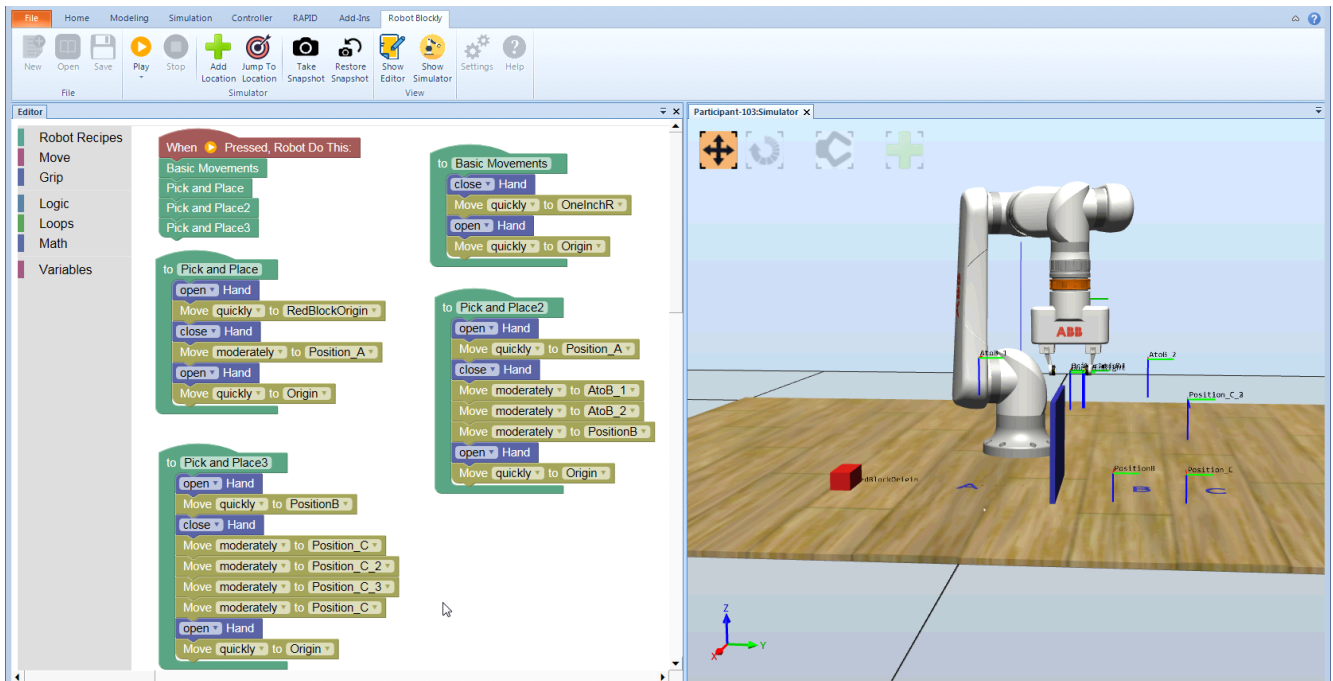 File Home Modeling Simulation Controller RAPID Add-Ins Robot Blockly
New Open Save Play Stop Add Location Jump To Location Take Snapshot Restore Snapshot Show Editor Show Simulator Settings Help
File Simulator View
Editor
Participant-103:Simulator
Robot Recipes
Move
Grip
Logic
Loops
Math
Variables
When Pressed, Robot Do This:
Basic Movements
Pick and Place
Pick and Place2
Pick and Place3
to Pick and Place
open Hand
Move quickly to RedBlockOrigin
close Hand
Move moderately to Position_A
open Hand
Move quickly to Origin
to Pick and Place3
open Hand
Move quickly to PositionB
close Hand
Move moderately to Position_C
Move moderately to Position_C_2
Move moderately to Position_C_3
Move moderately to Position_C
open Hand
Move quickly to Origin
to Basic Movements
close Hand
Move quickly to OneInchR
open Hand
Move quickly to Origin
to Pick and Place2
open Hand
Move quickly to Position_A
close Hand
Move moderately to AtoB_1
Move moderately to AtoB_2
Move moderately to PositionB
open Hand
Move quickly to Origin
ABB
AtoB_1
AtoB_2
Position_C_3
PositionB
Position_C
edBlockOrigin
A
B
C
Z
Y
X